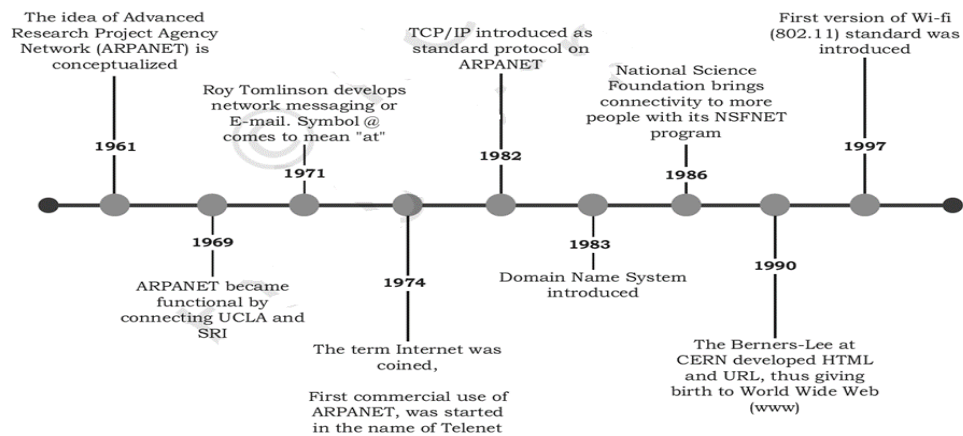 The idea of Advanced
Research Project Agency
Network (ARPANET) is
conceptualized
1961
1969
ARPANET became
functional by
connecting UCLA and
SRI
Roy Tomlinson develops
network messaging or
E-mail. Symbol @
comes to mean "at"
1971
1974
The term Internet was
coined,
First commercial use of
ARPANET, was started
in the name of Telenet
TCP/IP introduced as
standard protocol on
ARPANET
1982
1983
Domain Name System
introduced
National Science
Foundation brings
connectivity to more
people with its NSFNET
program
1986
1990
The Berners-Lee at
CERN developed HTML
and URL, thus giving
birth to World Wide Web
(www)
First version of Wi-fi
(802.11) standard was
introduced
1997